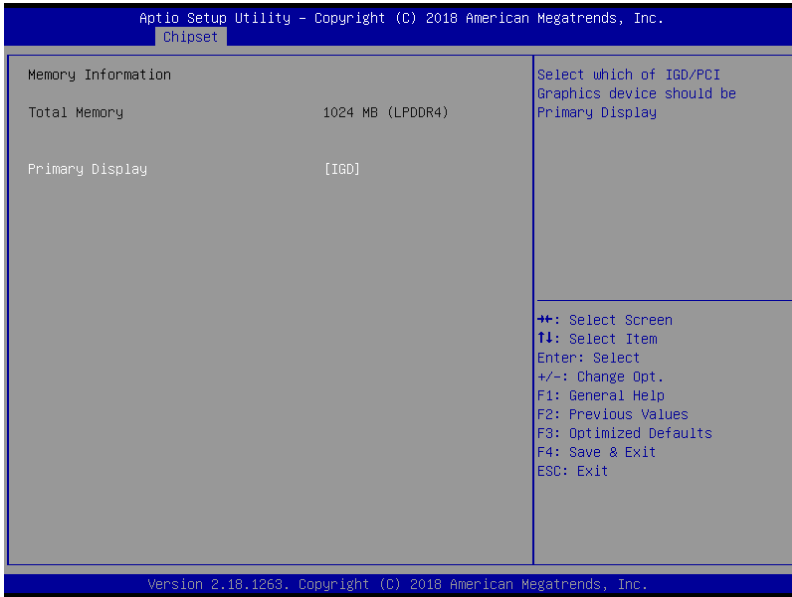 Aptio Setup Utility – Copyright (C) 2018 American Megatrends, Inc.
Chipset
Memory Information
Total Memory 1024 MB (LPDDR4)
Primary Display [IGD]
Select which of IGD/PCI
Graphics device should be
Primary Display
→←: Select Screen
↑↓: Select Item
Enter: Select
+/-: Change Opt.
F1: General Help
F2: Previous Values
F3: Optimized Defaults
F4: Save & Exit
ESC: Exit
Version 2.18.1263. Copyright (C) 2018 American Megatrends, Inc.